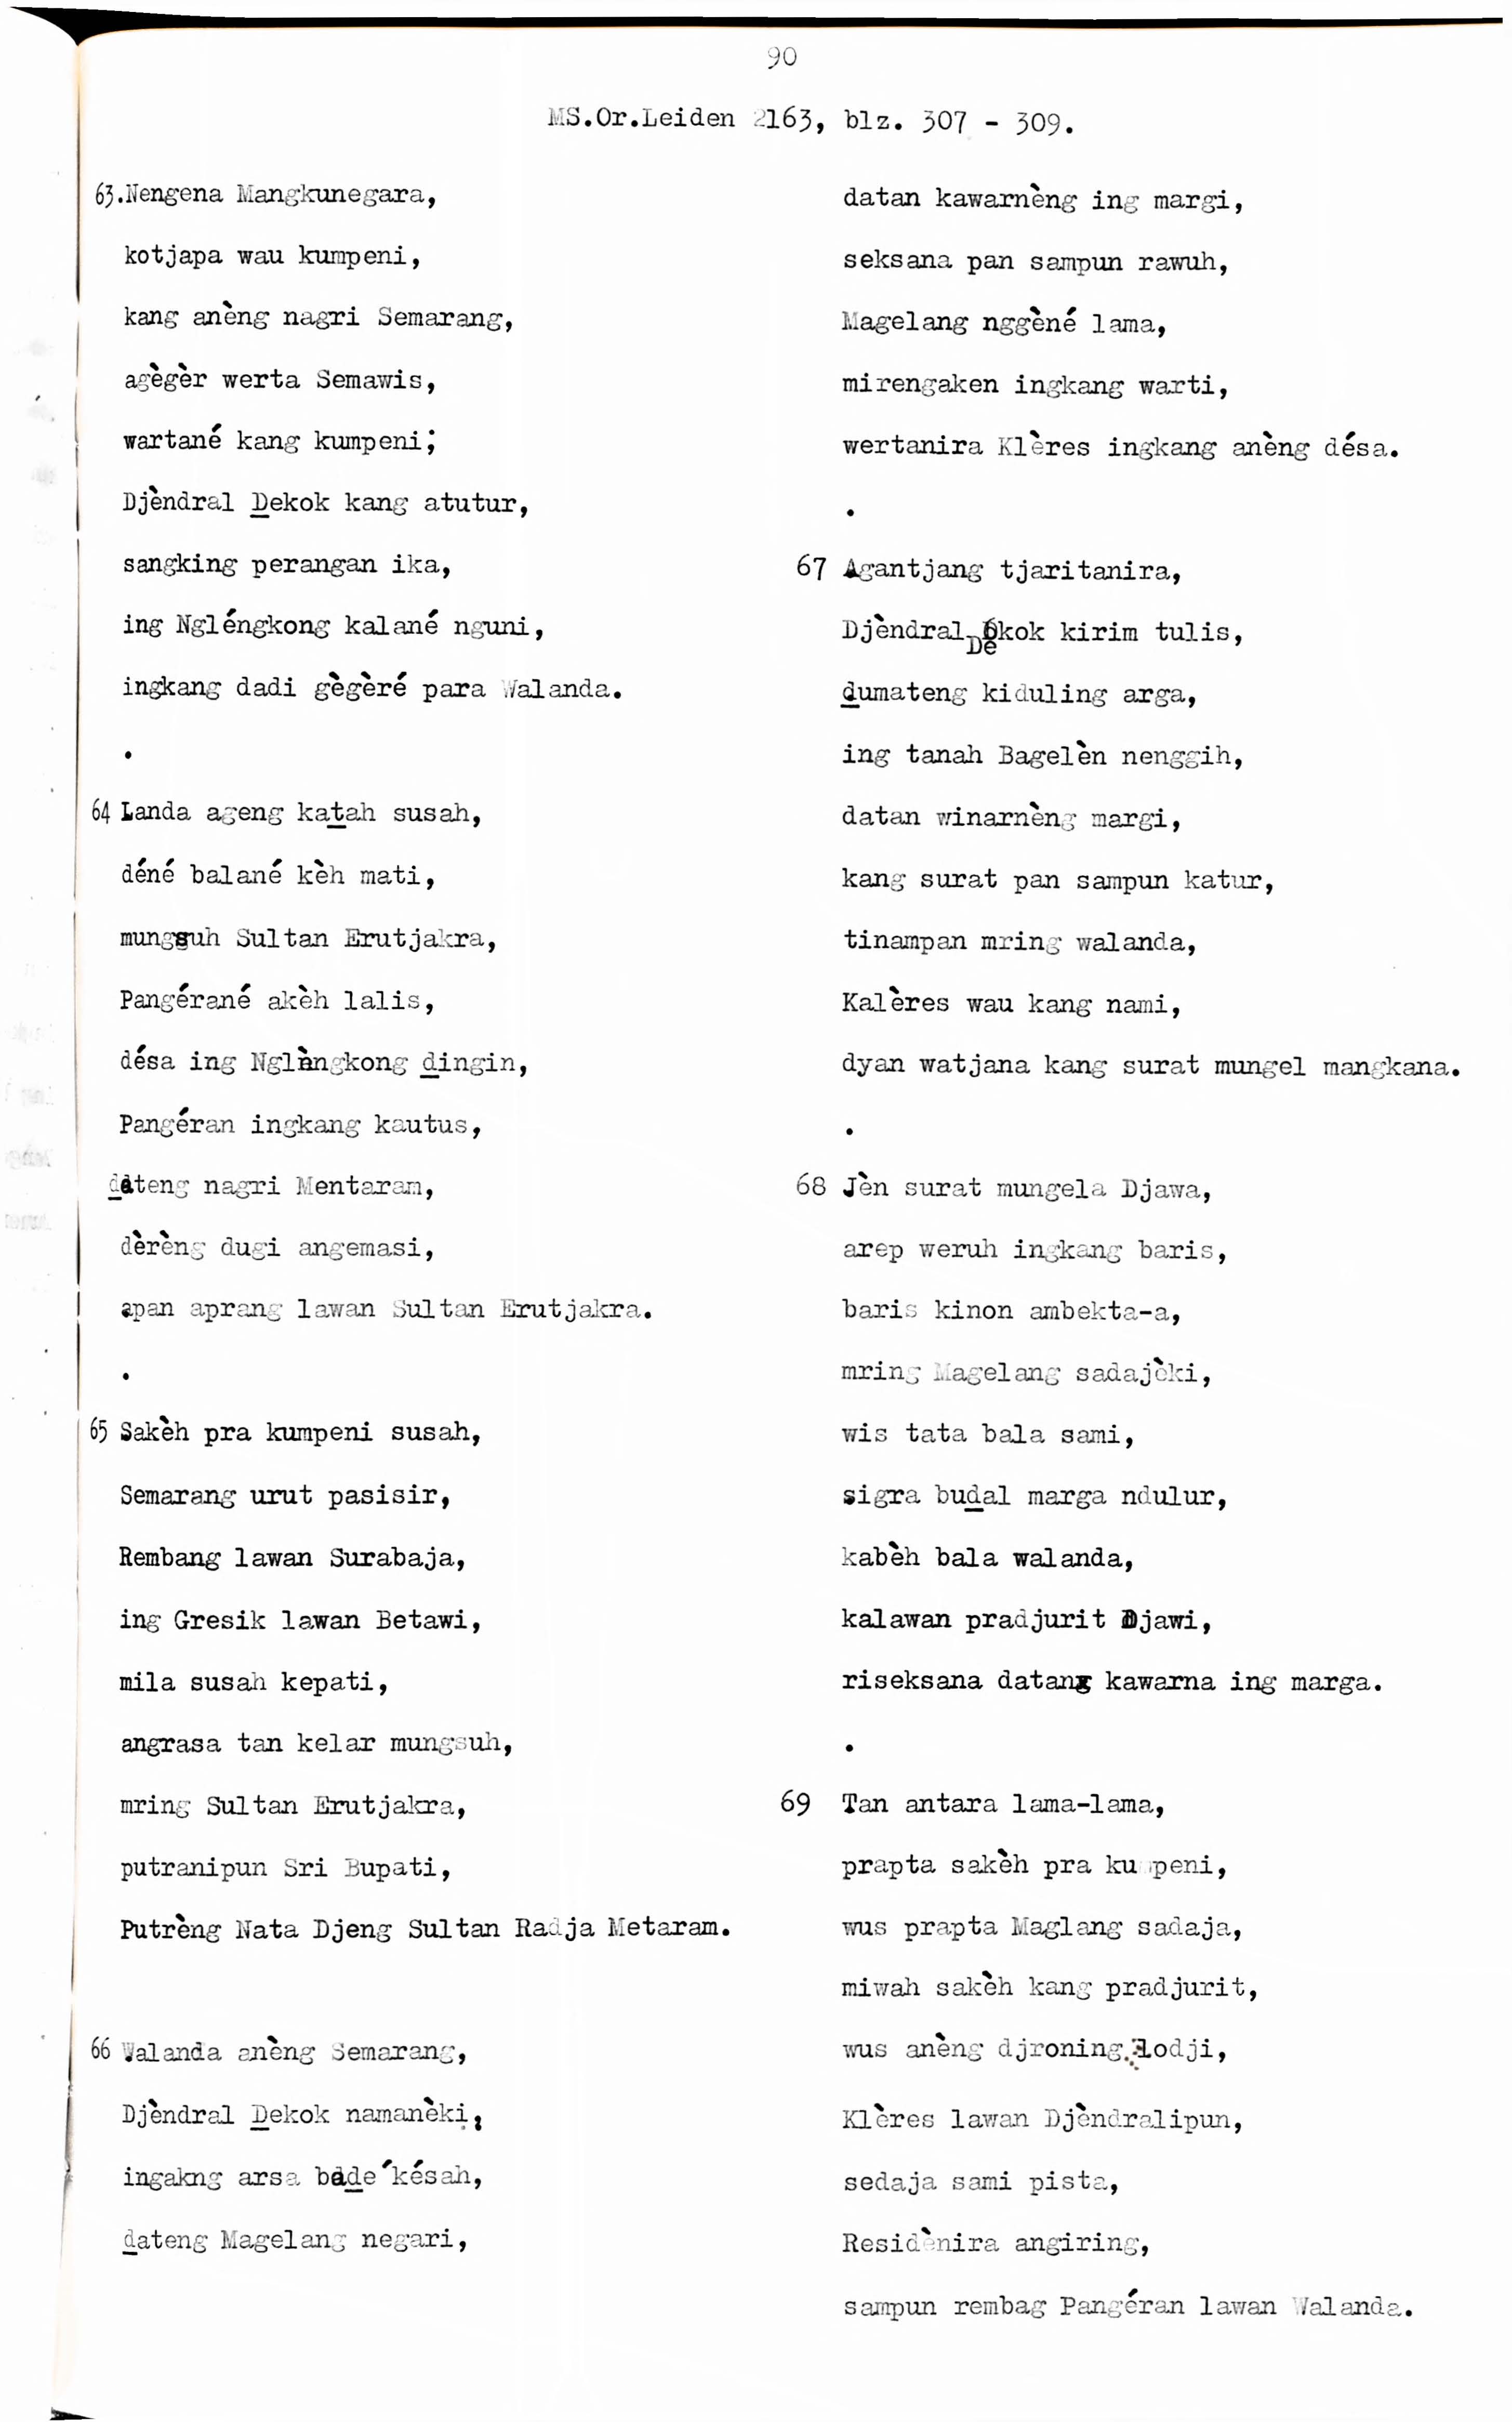 90
MS.Or.Leiden 2163, blz. 307 - 309.
63.Nengena Mangkunegara,
kotjapa wau kumpeni,
kang anèng nagri Semarang,
agègèr werta Semawis,
wartané kang kumpeni;
Djèndral D̲ekok kang atutur,
sangking perangan ika,
ing Ngléngkong kalané nguni,
ingkang dadi gègèré para Walanda.
.
64 Landa ageng kat̲ah susah,
déné balané kèh mati,
mungsuh Sultan Erutjakra,
Pangérané akèh lalis,
désa ing Nglèngkong d̲ingin,
Pangéran ingkang kautus,
d̲ateng nagri Mentaram,
dèrèng dugi angemasi,
apan aprang lawan Sultan Erutjakra.
.
65 Sakèh pra kumpeni susah,
Semarang urut pasisir,
Rembang lawan Surabaja,
ing Gresik lawan Betawi,
mila susah kepati,
angrasa tan kelar mungsuh,
mring Sultan Erutjakra,
putranipun Sri Bupati,
Putrèng Nata Djeng Sultan Radja Metaram.
66 Walanda anèng Semarang,
Djèndral D̲ekok namanèki,
ingakng arsa bad̲é késah,
d̲ateng Magelang negari,
datan kawarnèng ing margi,
seksana pan sampun rawuh,
Magelang nggèné lama,
mirengaken ingkang warti,
wertanira Klères ingkang anèng désa.
.
67 Agantjang tjaritanira,
Djèndral Dekok kirim tulis,
d̲umateng kiduling arga,
ing tanah Bagelèn nenggih,
datan winarnèng margi,
kang surat pan sampun katur,
tinampan mring walanda,
Kalères wau kang nami,
dyan watjana kang surat mungel mangkana.
.
68 Jèn surat mungela Djawa,
arep weruh ingkang baris,
baris kinon ambekta-a,
mring Magelang sadajèki,
wis tata bala sami,
sigra bud̲al marga ndulur,
kabèh bala walanda,
kalawan pradjurit Djawi,
riseksana datan kawarna ing marga.
.
69 Tan antara lama-lama,
prapta sakèh pra kumpeni,
wus prapta Maglang sadaja,
miwah sakèh kang pradjurit,
wus anèng djroning lodji,
Klères lawan Djèndralipun,
sedaja sami pista,
Residènira angiring,
sampun rembag Pangéran lawan Walanda.